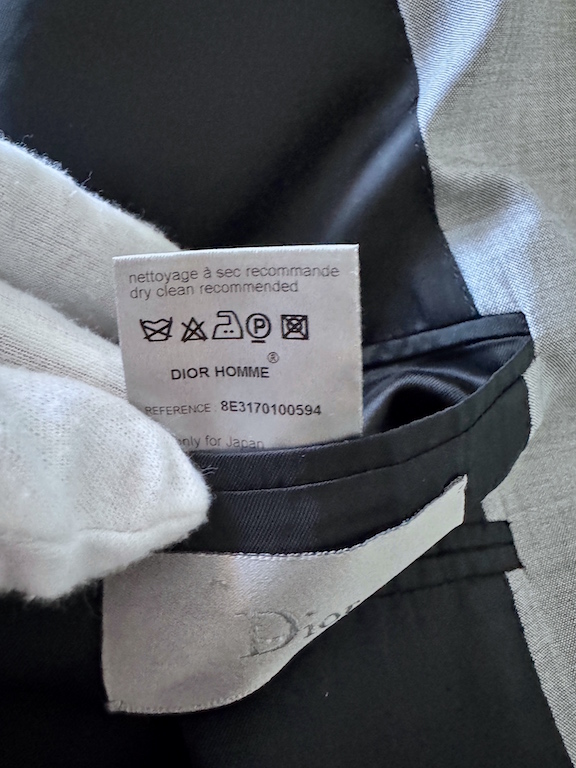 nettoyage à sec recommande
dry clean recommended
P
DIOR HOMME ®
REFERENCE : 8E3170100594
only for Japan
Dior